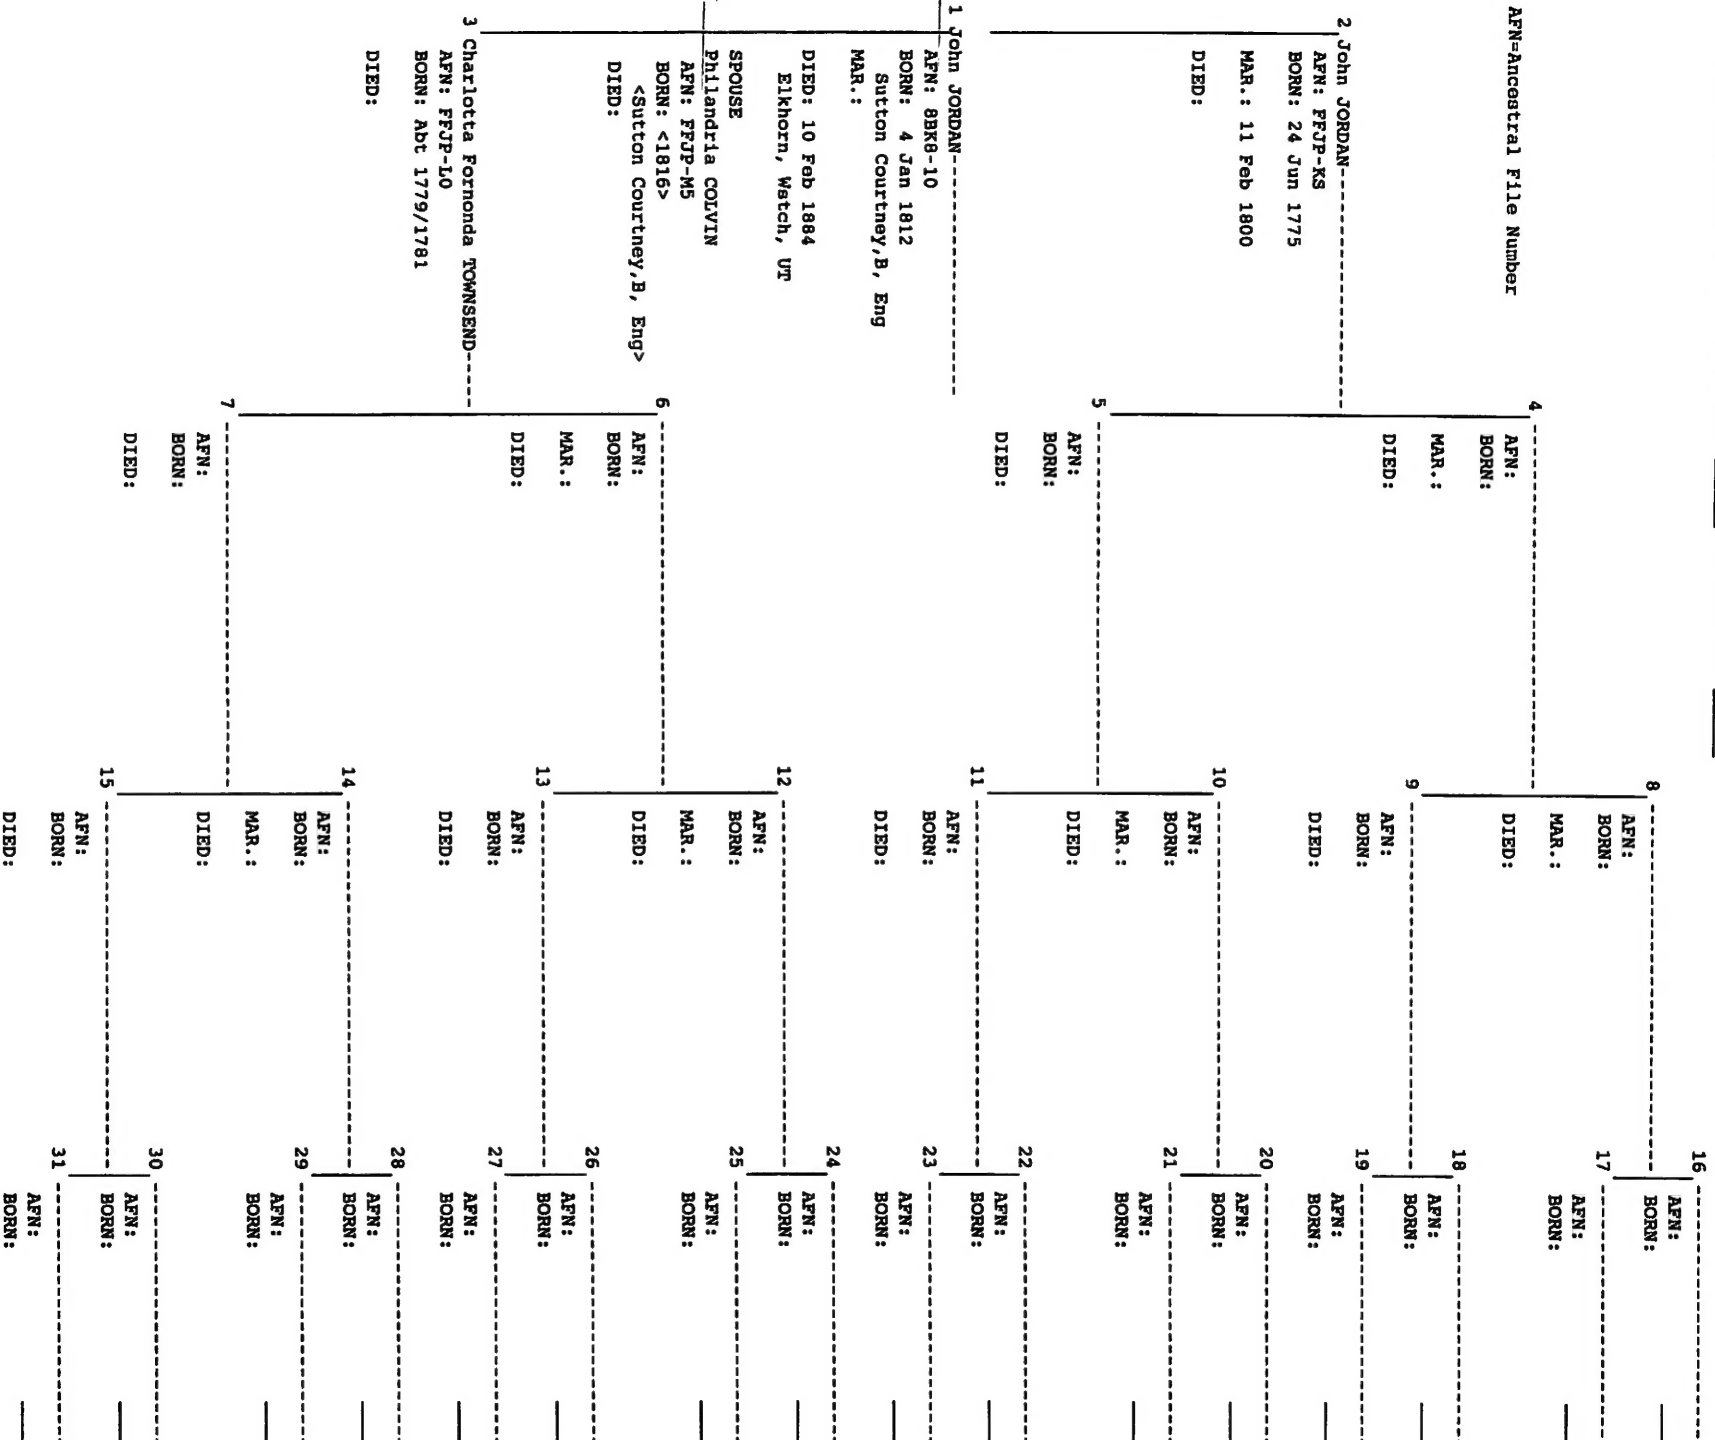 AFN=Ancestral File Number
2 John JORDAN
AFN: FFJP-KS
BORN: 24 Jun 1775
MAR.: 11 Feb 1800
DIED:
1 John JORDAN
AFN: 8BK8-10
BORN: 4 Jan 1812
Sutton Courtney,B, Eng
MAR.:
DIED: 10 Feb 1884
Elkhorn, Watch, UT
SPOUSE
Philandria COLVIN
AFN: FFJP-M5
BORN: <1816>
<Sutton Courtney,B, Eng>
DIED:
3 Charlotta Fornonda TOWNSEND
AFN: FFJP-L0
BORN: Abt 1779/1781
DIED:
4
AFN:
BORN:
MAR.:
DIED:
5
AFN:
BORN:
DIED:
6
AFN:
BORN:
MAR.:
DIED:
7
AFN:
BORN:
DIED:
8
AFN:
BORN:
MAR.:
DIED:
9
AFN:
BORN:
DIED:
10
AFN:
BORN:
MAR.:
DIED:
11
AFN:
BORN:
DIED:
12
AFN:
BORN:
MAR.:
DIED:
13
AFN:
BORN:
DIED:
14
AFN:
BORN:
MAR.:
DIED:
15
AFN:
BORN:
DIED:
16
AFN:
BORN:
17
AFN:
BORN:
18
AFN:
BORN:
19
AFN:
BORN:
20
AFN:
BORN:
21
AFN:
BORN:
22
AFN:
BORN:
23
AFN:
BORN:
24
AFN:
BORN:
25
AFN:
BORN:
26
AFN:
BORN:
27
AFN:
BORN:
28
AFN:
BORN:
29
AFN:
BORN:
30
AFN:
BORN:
31
AFN:
BORN: